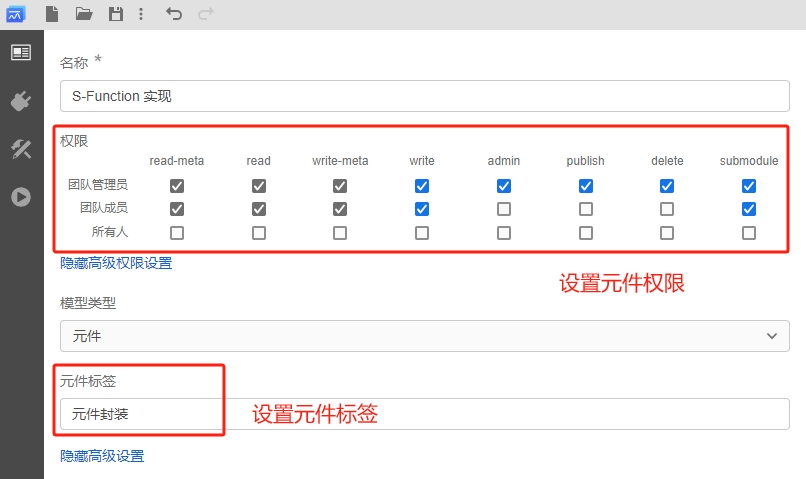 名称 *
S-Function 实现
权限
read-meta read write-meta write admin publish delete submodule
团队管理员
团队成员
所有人
隐藏高级权限设置
设置元件权限
模型类型
元件
元件标签
元件封装
设置元件标签
隐藏高级设置